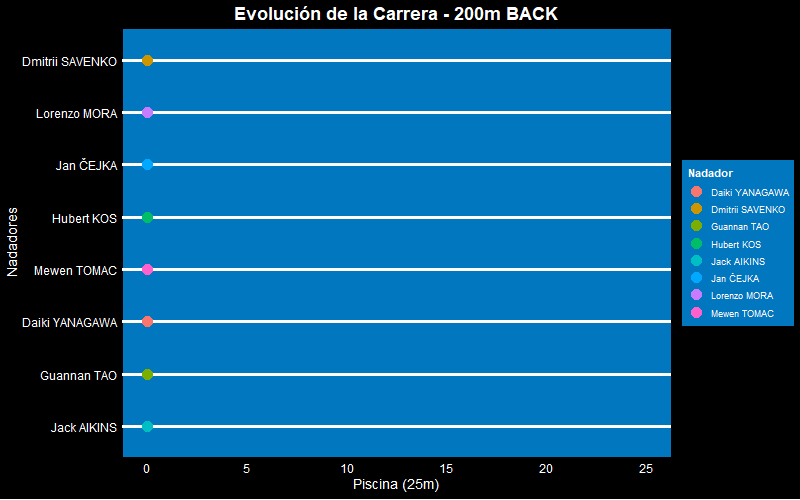 Evolución de la Carrera - 200m BACK
Nadadores
Dmitrii SAVENKO
Lorenzo MORA
Jan ČEJKA
Hubert KOS
Mewen TOMAC
Daiki YANAGAWA
Guannan TAO
Jack AIKINS
0 5 10 15 20 25
Piscina (25m)
Nadador
Daiki YANAGAWA
Dmitrii SAVENKO
Guannan TAO
Hubert KOS
Jack AIKINS
Jan ČEJKA
Lorenzo MORA
Mewen TOMAC